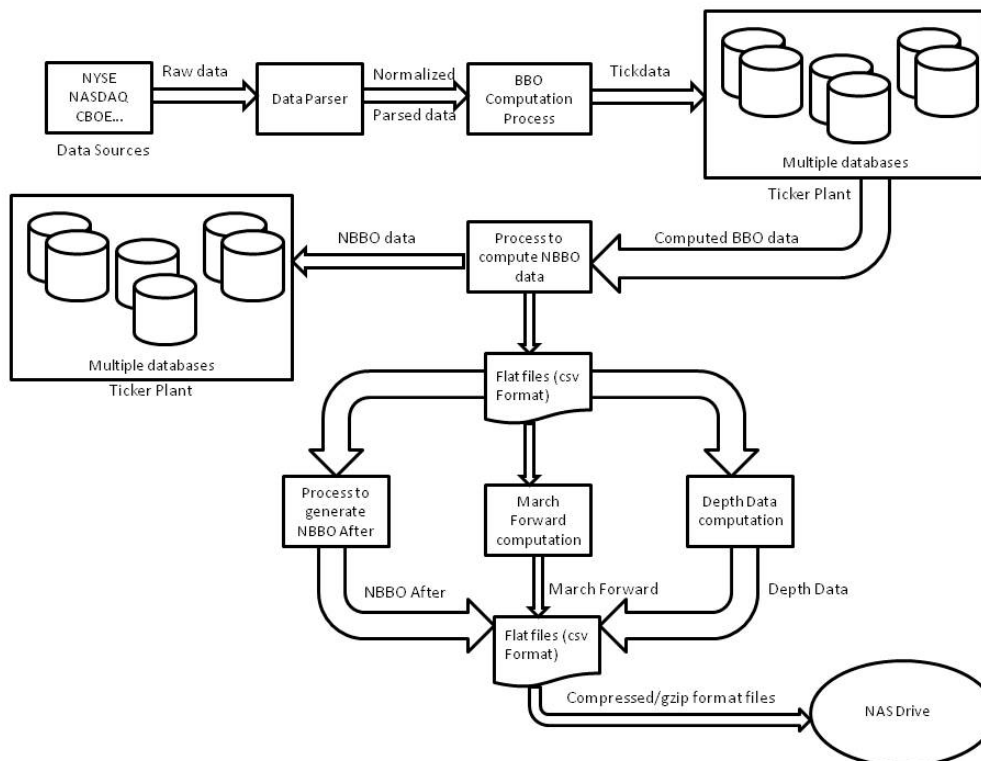 NYSE
NASDAQ
CBOE...
Data Sources
Raw data
Data Parser
Normalized
Parsed data
BBO
Computation
Process
Tickdata
Multiple databases
Ticker Plant
Computed BBO data
Process to
compute NBBO
data
NBBO data
Multiple databases
Ticker Plant
Flat files (csv
Format)
Process to
generate
NBBO After
March
Forward
computation
Depth Data
computation
NBBO After
March Forward
Depth Data
Flat files (csv
Format)
Compressed/gzip format files
NAS Drive